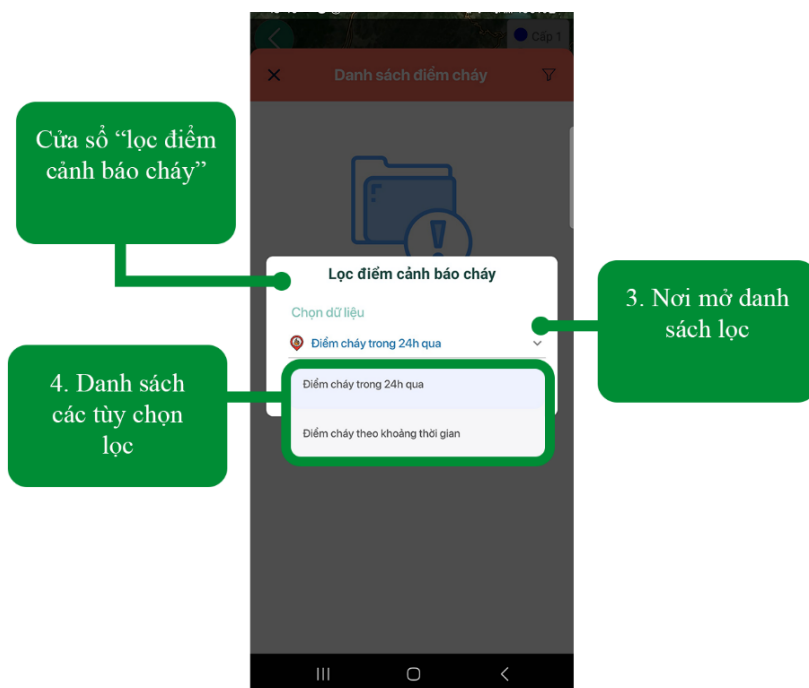 Cấp 1
Danh sách điểm cháy
Cửa sổ “lọc điểm
cảnh báo cháy”
Lọc điểm cảnh báo cháy
Chọn dữ liệu
Điểm cháy trong 24h qua
3. Nơi mở danh
sách lọc
4. Danh sách
các tùy chọn
lọc
Điểm cháy trong 24h qua
Điểm cháy theo khoảng thời gian